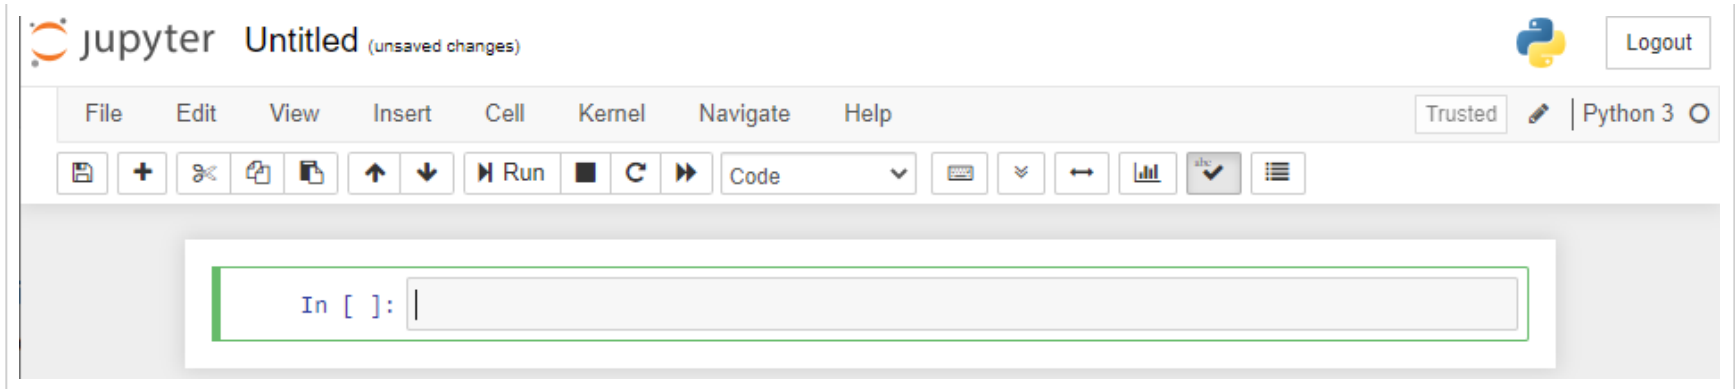 jupyter Untitled (unsaved changes) Logout
File Edit View Insert Cell Kernel Navigate Help Trusted Python 3
Run Code abc
In [ ]: